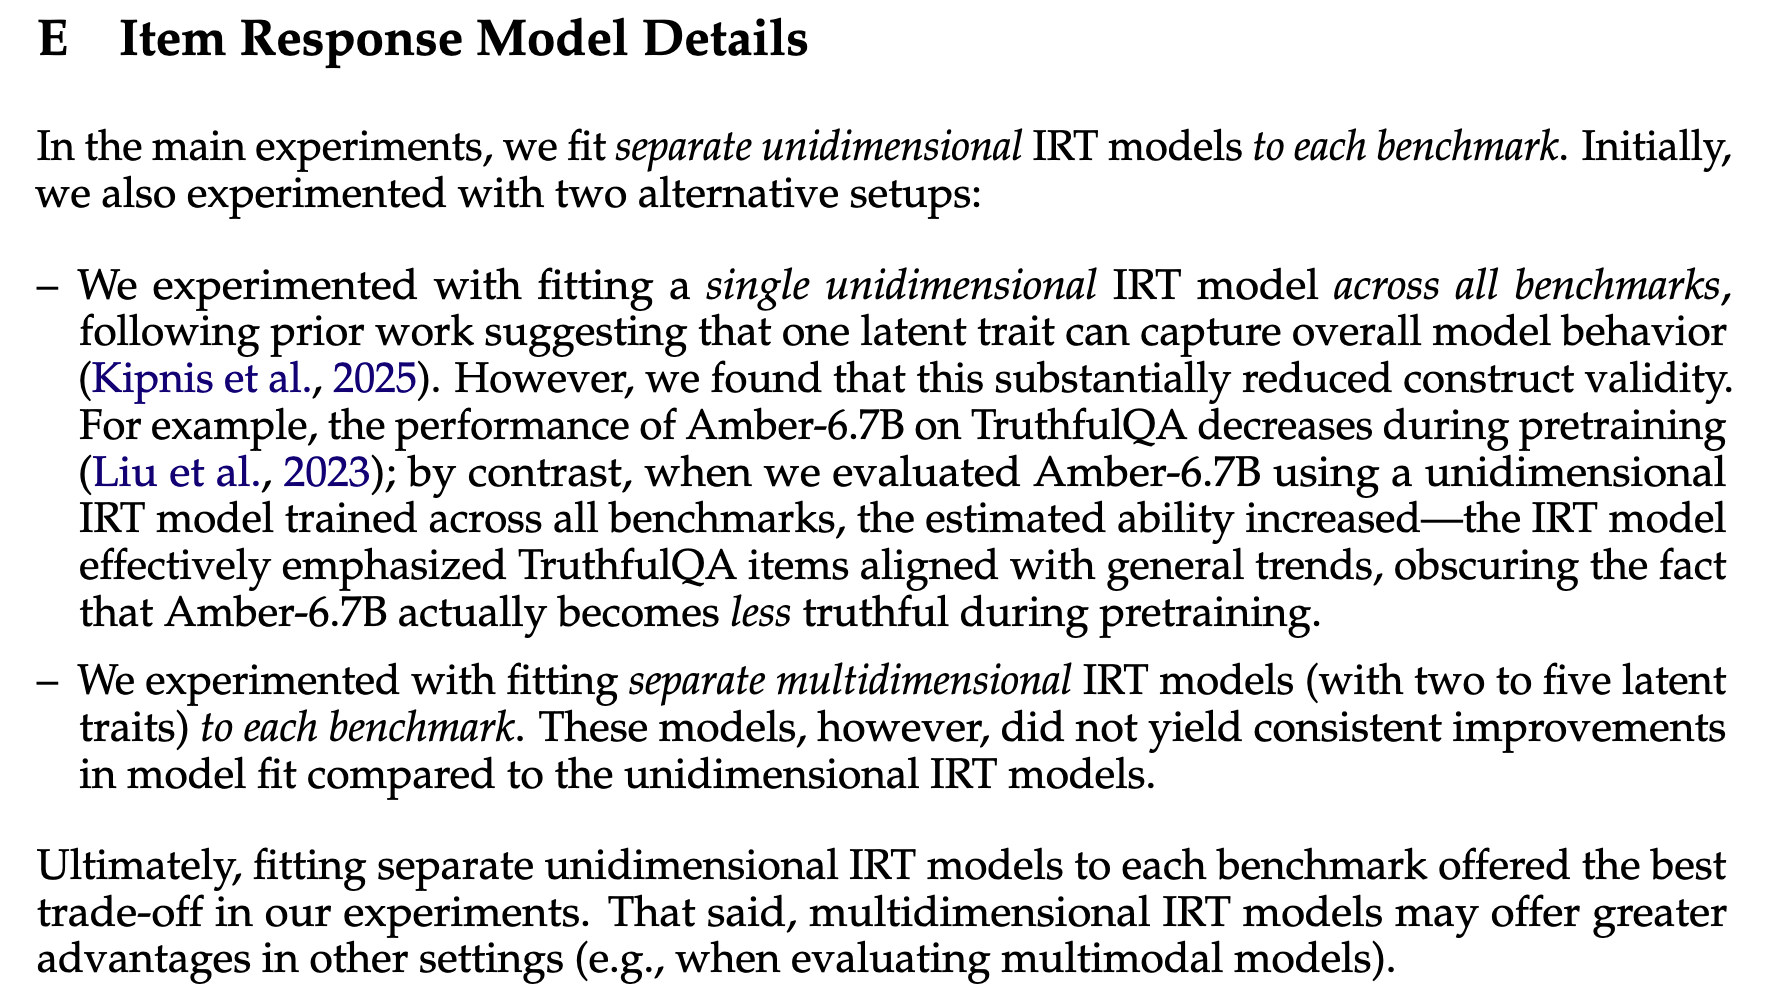 E Item Response Model Details
In the main experiments, we fit separate unidimensional IRT models to each benchmark. Initially,
we also experimented with two alternative setups:
– We experimented with fitting a single unidimensional IRT model across all benchmarks,
following prior work suggesting that one latent trait can capture overall model behavior
(Kipnis et al., 2025). However, we found that this substantially reduced construct validity.
For example, the performance of Amber-6.7B on TruthfulQA decreases during pretraining
(Liu et al., 2023); by contrast, when we evaluated Amber-6.7B using a unidimensional
IRT model trained across all benchmarks, the estimated ability increased—the IRT model
effectively emphasized TruthfulQA items aligned with general trends, obscuring the fact
that Amber-6.7B actually becomes less truthful during pretraining.
– We experimented with fitting separate multidimensional IRT models (with two to five latent
traits) to each benchmark. These models, however, did not yield consistent improvements
in model fit compared to the unidimensional IRT models.
Ultimately, fitting separate unidimensional IRT models to each benchmark offered the best
trade-off in our experiments. That said, multidimensional IRT models may offer greater
advantages in other settings (e.g., when evaluating multimodal models).